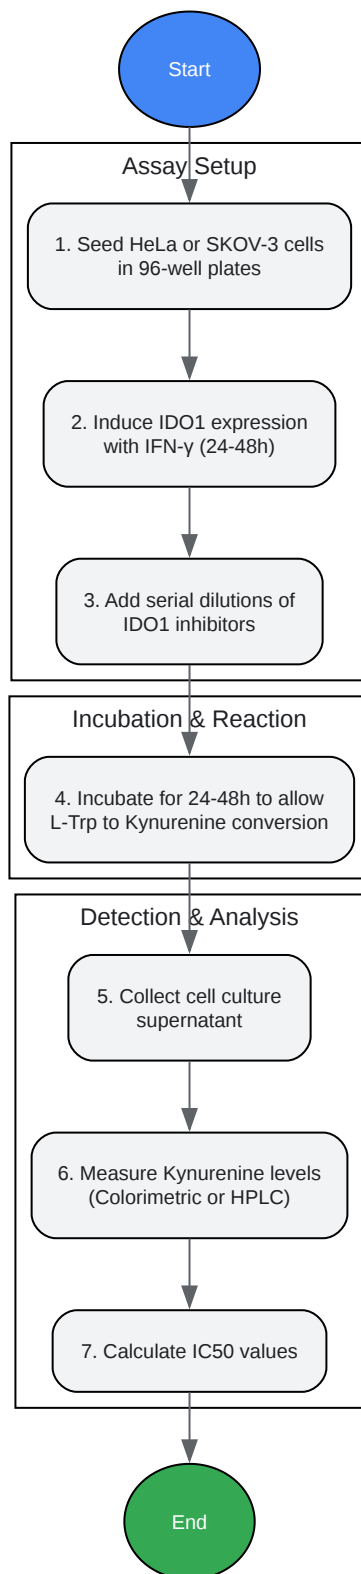 Start
Assay Setup
1. Seed HeLa or SKOV-3 cells
in 96-well plates
2. Induce IDO1 expression
with IFN-γ (24-48h)
3. Add serial dilutions of
IDO1 inhibitors
Incubation & Reaction
4. Incubate for 24-48h to allow
L-Trp to Kynurenine conversion
Detection & Analysis
5. Collect cell culture
supernatant
6. Measure Kynurenine levels
(Colorimetric or HPLC)
7. Calculate IC50 values
End